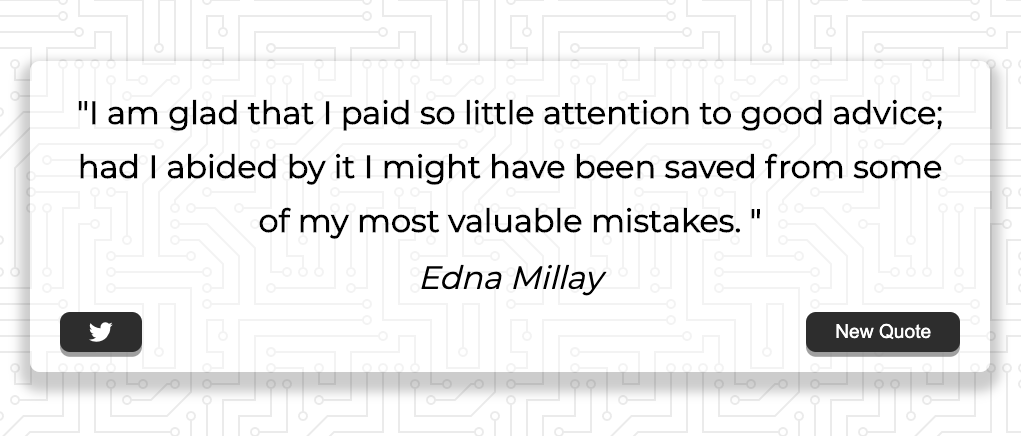 "I am glad that I paid so little attention to good advice;
had I abided by it I might have been saved from some
of my most valuable mistakes. "
Edna Millay
New Quote